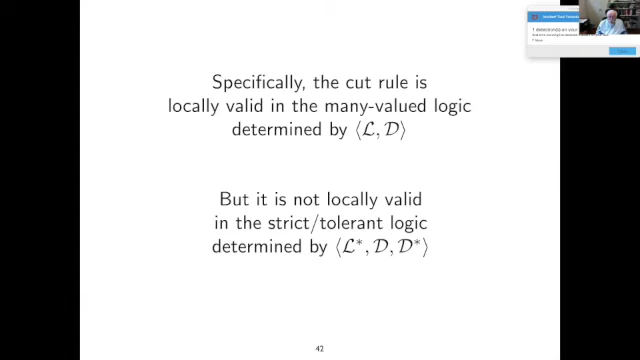 Specifically, the cut rule is
locally valid in the many-valued logic
determined by ⟨ℒ, 𝒟⟩
But it is not locally valid
in the strict/tolerant logic
determined by ⟨ℒ*, 𝒟, 𝒟*⟩
42